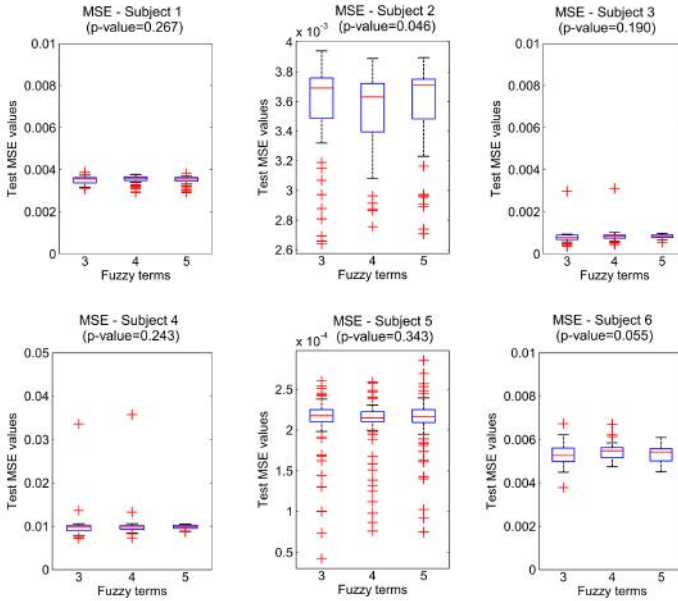 MSE - Subject 1
(p-value=0.267)
0.01
0.008
0.006
0.004
0.002
0
Test MSE values
3 4 5
Fuzzy terms
MSE - Subject 2
(p-value=0.046)
x 10⁻³
4
3.8
3.6
3.4
3.2
3
2.8
2.6
Test MSE values
3 4 5
Fuzzy terms
MSE - Subject 3
(p-value=0.190)
0.01
0.008
0.006
0.004
0.002
0
Test MSE values
3 4 5
Fuzzy terms
MSE - Subject 4
(p-value=0.243)
0.05
0.04
0.03
0.02
0.01
0
Test MSE values
3 4 5
Fuzzy terms
MSE - Subject 5
(p-value=0.343)
x 10⁻⁴
2.5
2
1.5
1
0.5
Test MSE values
3 4 5
Fuzzy terms
MSE - Subject 6
(p-value=0.055)
0.01
0.008
0.006
0.004
0.002
0
Test MSE values
3 4 5
Fuzzy terms